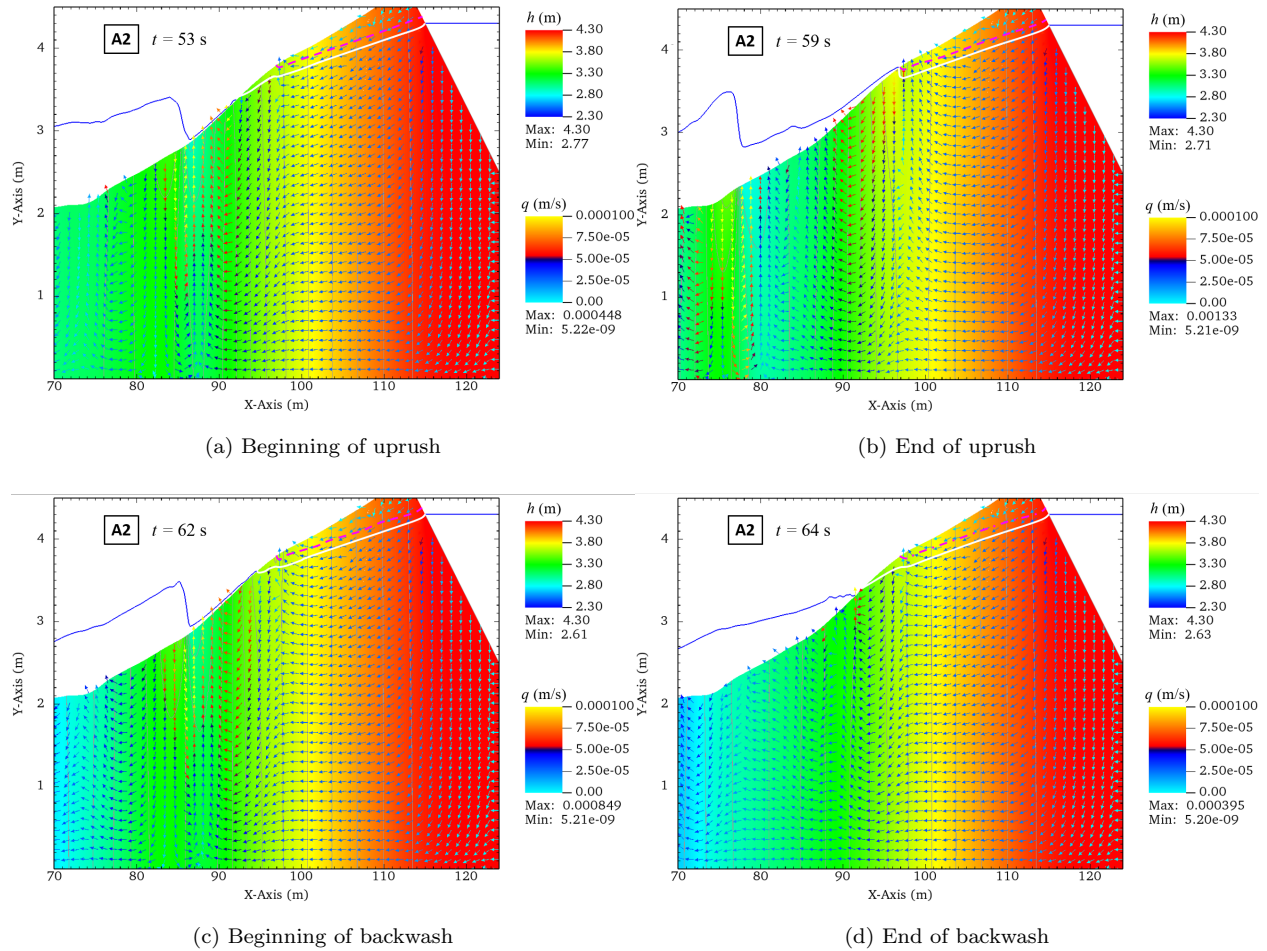 A2 t = 53 s
Y-Axis (m)
4
3
2
1
70 80 90 100 110 120
X-Axis (m)
h (m)
4.30
3.80
3.30
2.80
2.30
Max: 4.30
Min: 2.77
q (m/s)
0.000100
7.50e-05
5.00e-05
2.50e-05
0.00
Max: 0.000448
Min: 5.22e-09
(a) Beginning of uprush
A2 t = 59 s
Y-Axis (m)
4
3
2
1
70 80 90 100 110 120
X-Axis (m)
h (m)
4.30
3.80
3.30
2.80
2.30
Max: 4.30
Min: 2.71
q (m/s)
0.000100
7.50e-05
5.00e-05
2.50e-05
0.00
Max: 0.00133
Min: 5.21e-09
(b) End of uprush
A2 t = 62 s
Y-Axis (m)
4
3
2
1
70 80 90 100 110 120
X-Axis (m)
h (m)
4.30
3.80
3.30
2.80
2.30
Max: 4.30
Min: 2.61
q (m/s)
0.000100
7.50e-05
5.00e-05
2.50e-05
0.00
Max: 0.000849
Min: 5.21e-09
(c) Beginning of backwash
A2 t = 64 s
Y-Axis (m)
4
3
2
1
70 80 90 100 110 120
X-Axis (m)
h (m)
4.30
3.80
3.30
2.80
2.30
Max: 4.30
Min: 2.63
q (m/s)
0.000100
7.50e-05
5.00e-05
2.50e-05
0.00
Max: 0.000395
Min: 5.20e-09
(d) End of backwash